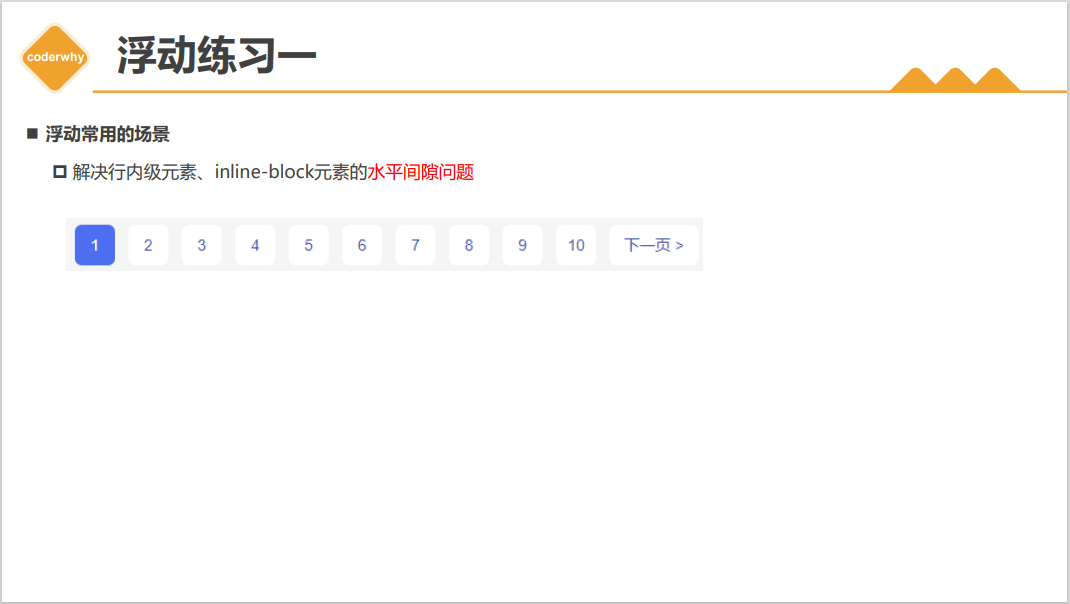 coderwhy
浮动练习一
浮动常用的场景
解决行内级元素、inline-block元素的水平间隙问题
1 2 3 4 5 6 7 8 9 10 下一页 >